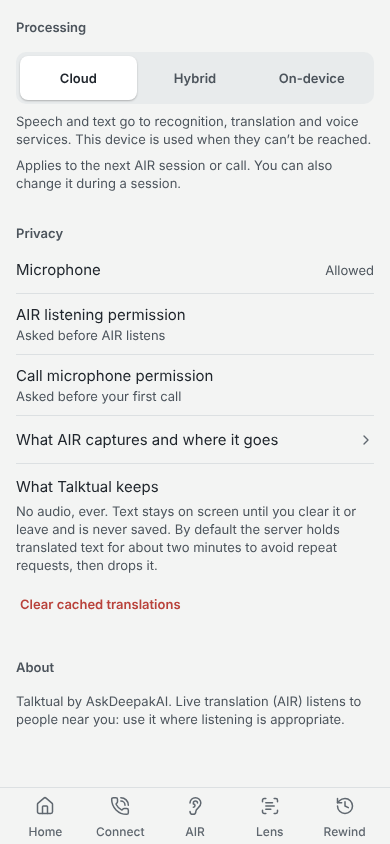 Processing
Cloud
Hybrid
On-device
Speech and text go to recognition, translation and voice
services. This device is used when they can’t be reached.
Applies to the next AIR session or call. You can also
change it during a session.
Privacy
Microphone
Allowed
AIR listening permission
Asked before AIR listens
Call microphone permission
Asked before your first call
What AIR captures and where it goes
What Talktual keeps
No audio, ever. Text stays on screen until you clear it or
leave and is never saved. By default the server holds
translated text for about two minutes to avoid repeat
requests, then drops it.
Clear cached translations
About
Talktual by AskDeepakAI. Live translation (AIR) listens to
people near you: use it where listening is appropriate.
Home
Connect
AIR
Lens
Rewind